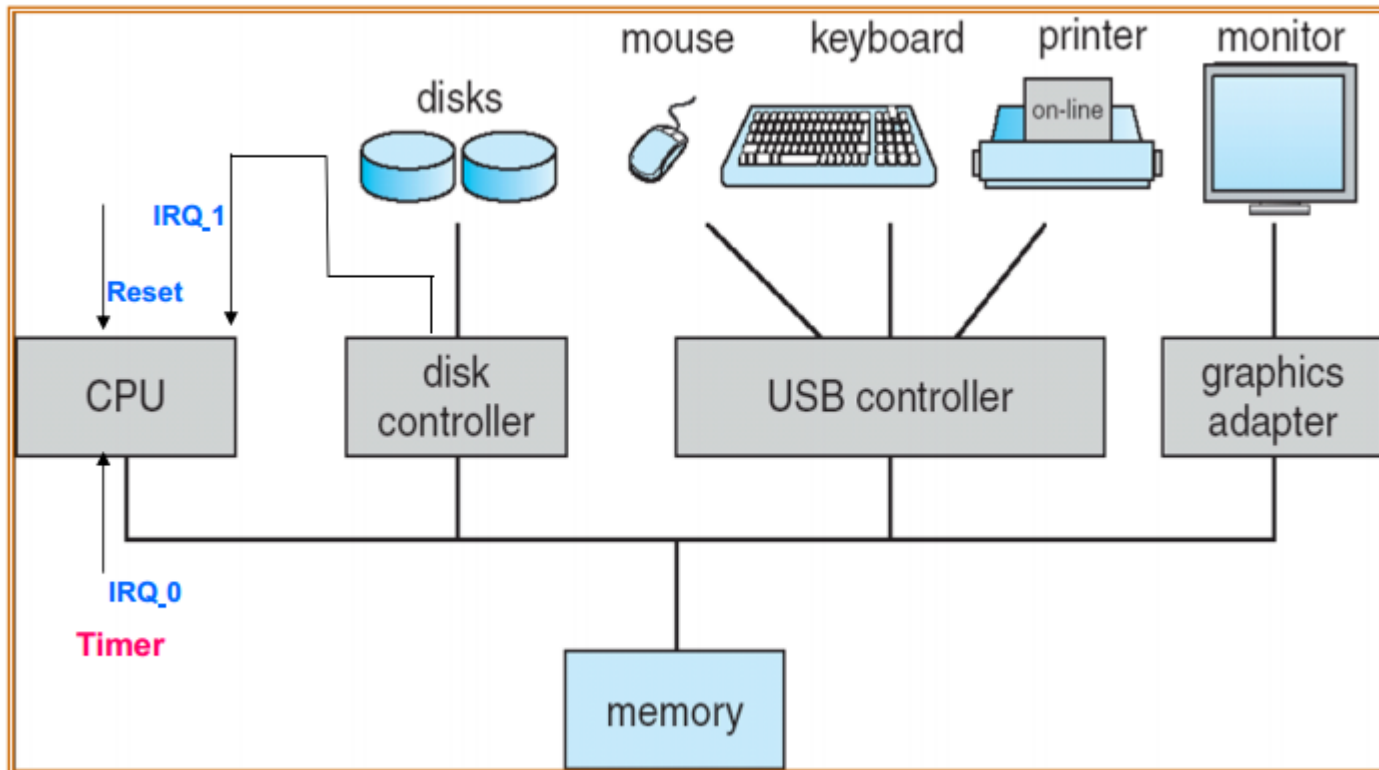 mouse
keyboard
printer
monitor
disks
on-line
IRQ_1
Reset
CPU
disk
controller
USB controller
graphics
adapter
IRQ_0
Timer
memory